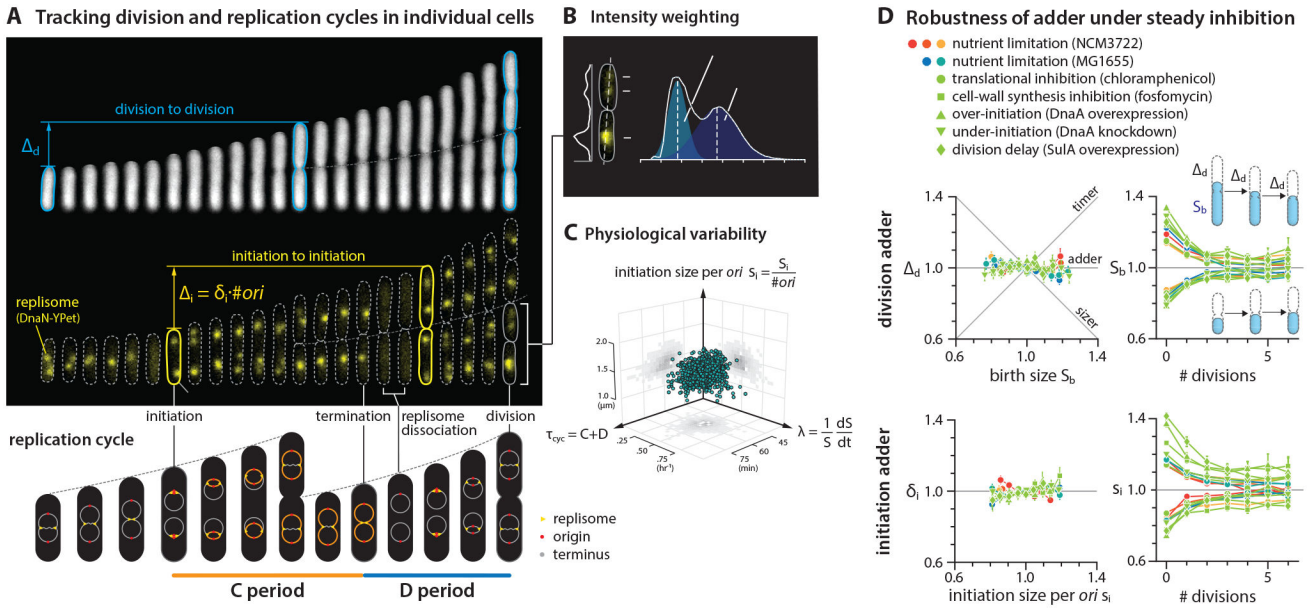 A Tracking division and replication cycles in individual cells
division to division
Δd
initiation to initiation
Δi = δi·#ori
replisome
(DnaN-YPet)
initiation
termination
replisome
dissociation
division
replication cycle
replisome
origin
terminus
C period
D period
B Intensity weighting
C Physiological variability
initiation size per ori si = Si
#ori
2.0
1.5
1.0
(µm)
τcyc = C+D
.25
.50
.75
(hr-1)
45
60
75
(min)
λ = 1 dS
S dt
D Robustness of adder under steady inhibition
nutrient limitation (NCM3722)
nutrient limitation (MG1655)
translational inhibition (chloramphenicol)
cell-wall synthesis inhibition (fosfomycin)
over-initiation (DnaA overexpression)
under-initiation (DnaA knockdown)
division delay (SulA overexpression)
division adder
1.4
Δd 1.0
0.6
0.6 1.0 1.4
birth size Sb
timer
adder
sizer
1.4
Sb 1.0
0.6
0 5
# divisions
Δd Δd Δd
Sb
initiation adder
1.4
δi 1.0
0.6
0.6 1.0 1.4
initiation size per ori si
1.4
si 1.0
0.6
0 5
# divisions